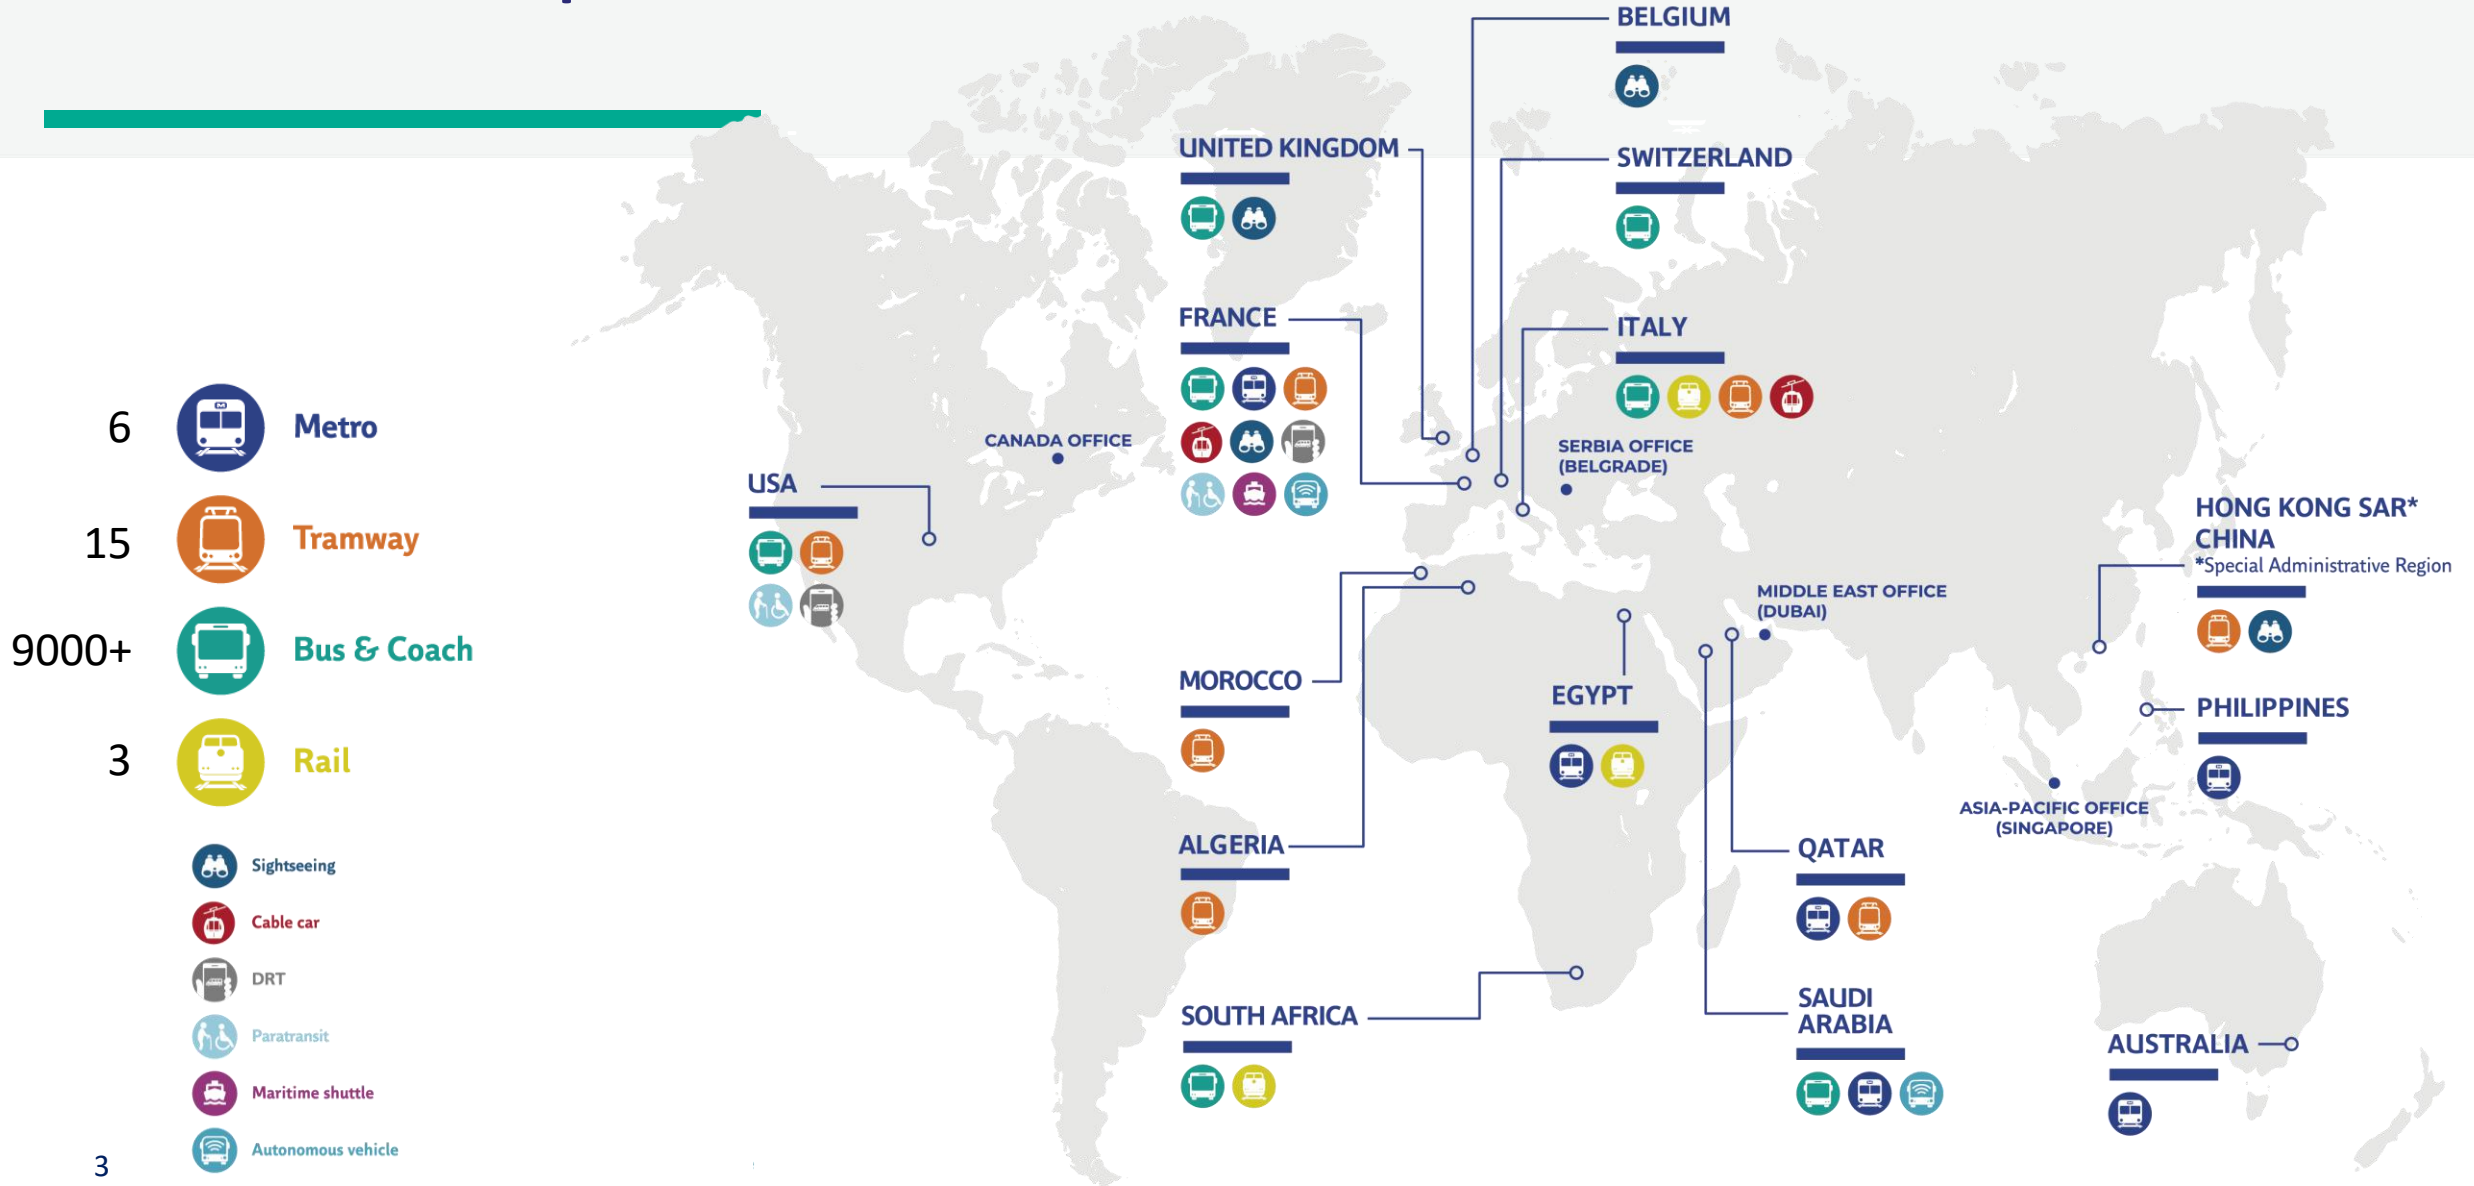 BELGIUM
UNITED KINGDOM
SWITZERLAND
FRANCE
ITALY
6
Metro
CANADA OFFICE
SERBIA OFFICE
(BELGRADE)
USA
HONG KONG SAR*
CHINA
*Special Administrative Region
15
Tramway
MIDDLE EAST OFFICE
(DUBAI)
9000+
Bus & Coach
MOROCCO
EGYPT
PHILIPPINES
3
Rail
ASIA-PACIFIC OFFICE
(SINGAPORE)
ALGERIA
QATAR
Sightseeing
Cable car
DRT
SOUTH AFRICA
SAUDI
ARABIA
Paratransit
AUSTRALIA
Maritime shuttle
Autonomous vehicle
3